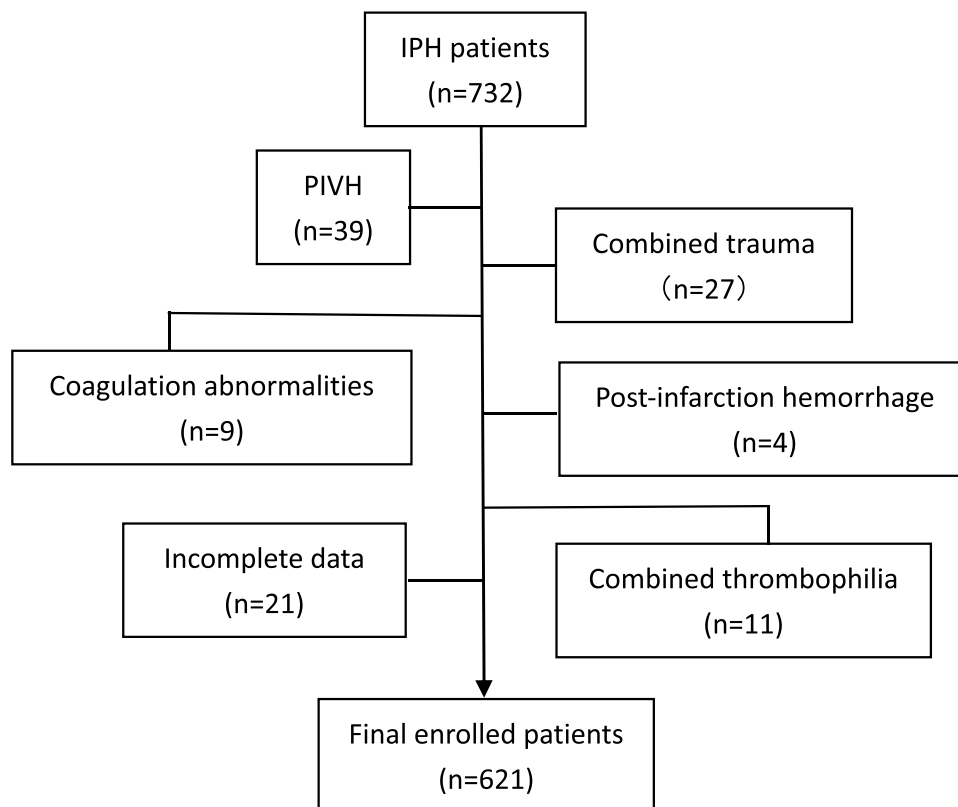 IPH patients
(n=732)
PIVH
(n=39)
Combined trauma
（n=27）
Coagulation abnormalities
(n=9)
Post-infarction hemorrhage
(n=4)
Incomplete data
(n=21)
Combined thrombophilia
(n=11)
Final enrolled patients
(n=621)